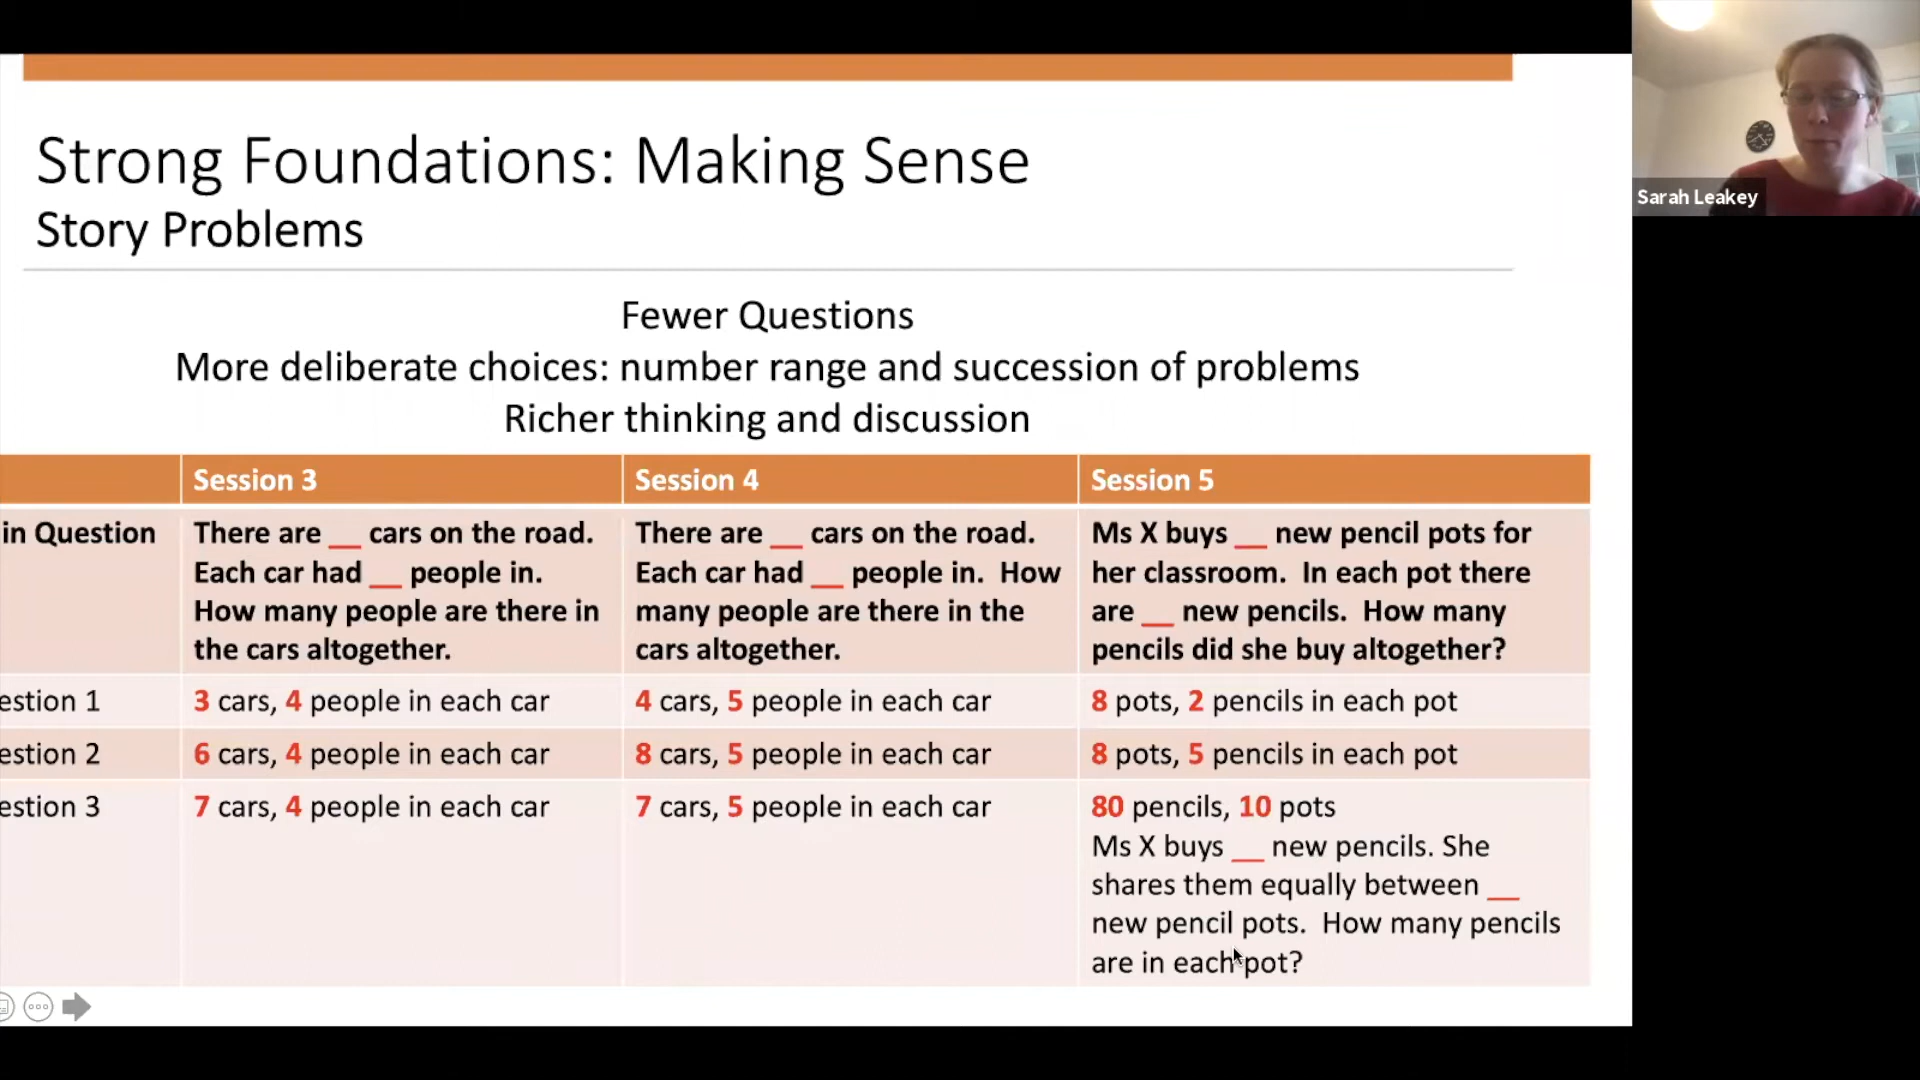 Strong Foundations: Making Sense
Story Problems
Fewer Questions
More deliberate choices: number range and succession of problems
Richer thinking and discussion
Session 3
Session 4
Session 5
in Question
There are __ cars on the road.
Each car had __ people in.
How many people are there in
the cars altogether.
There are __ cars on the road.
Each car had __ people in. How
many people are there in the
cars altogether.
Ms X buys __ new pencil pots for
her classroom. In each pot there
are __ new pencils. How many
pencils did she buy altogether?
estion 1
3 cars, 4 people in each car
4 cars, 5 people in each car
8 pots, 2 pencils in each pot
estion 2
6 cars, 4 people in each car
8 cars, 5 people in each car
8 pots, 5 pencils in each pot
estion 3
7 cars, 4 people in each car
7 cars, 5 people in each car
80 pencils, 10 pots
Ms X buys __ new pencils. She
shares them equally between __
new pencil pots. How many pencils
are in each pot?
Sarah Leakey